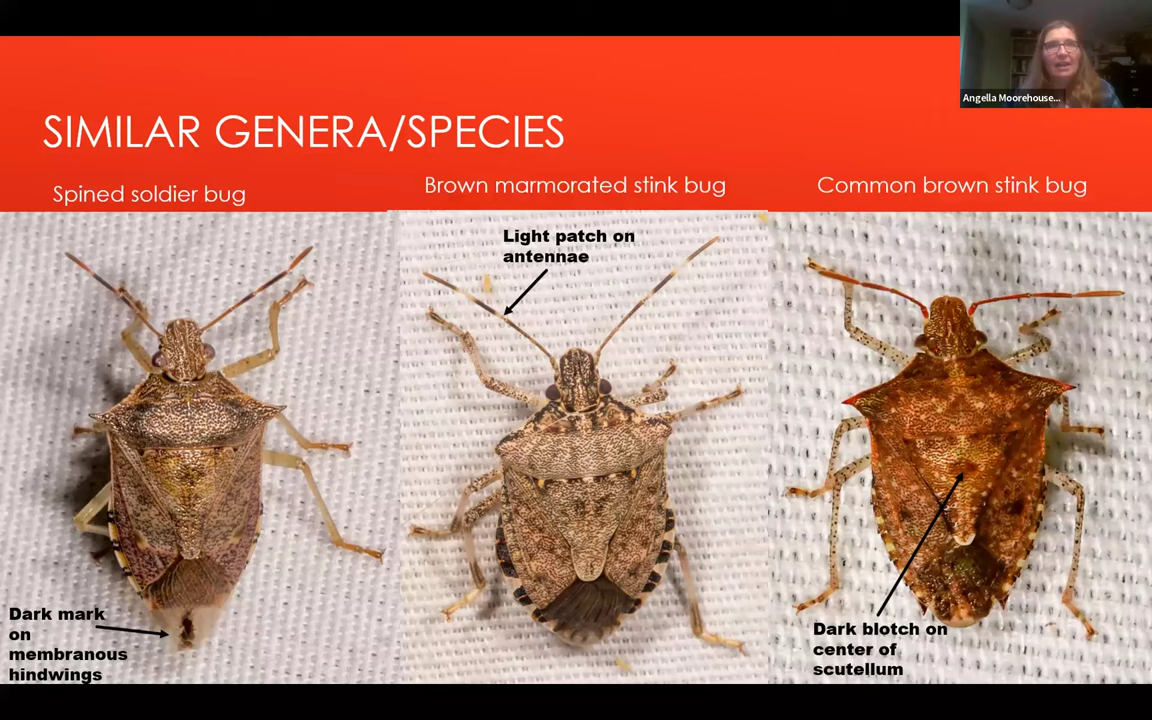 Angella Moorehouse...
SIMILAR GENERA/SPECIES
Spined soldier bug
Brown marmorated stink bug
Common brown stink bug
Light patch on
antennae
Dark mark
on
membranous
hindwings
Dark blotch on
center of
scutellum